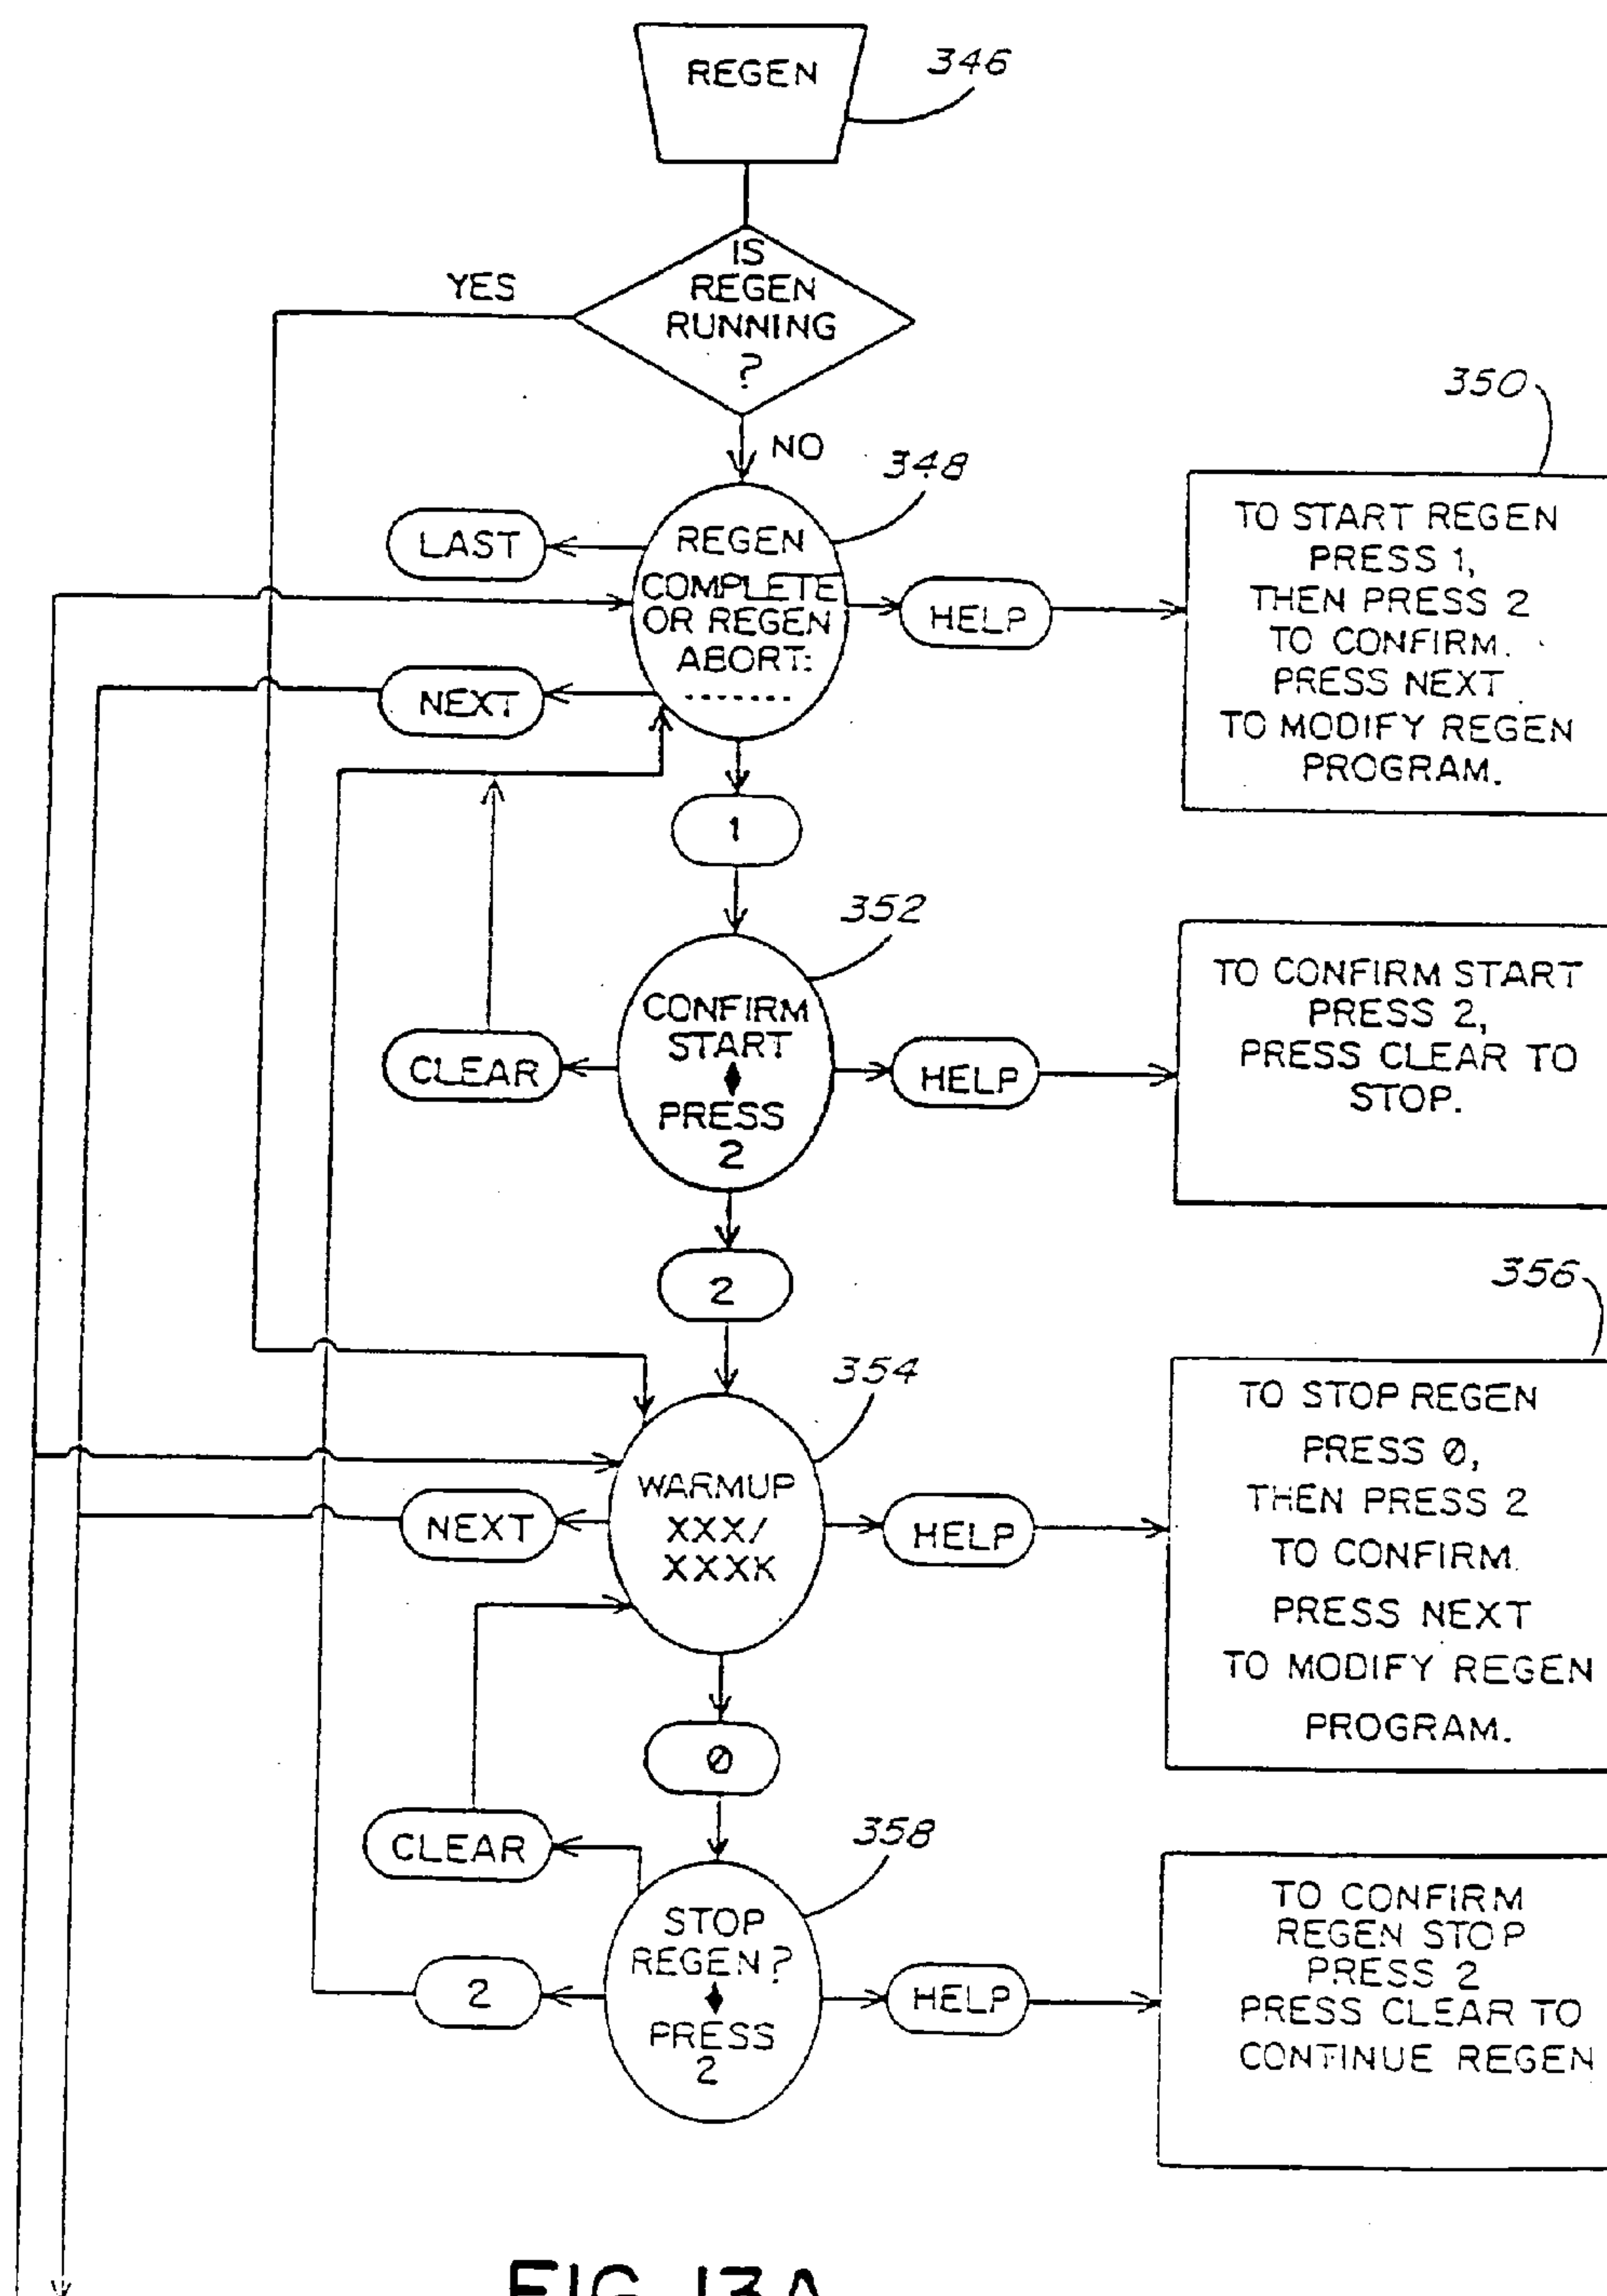 REGEN
346
IS
REGEN
RUNNING
?
YES
NO
348
350
LAST
REGEN
COMPLETE
OR REGEN
ABORT:
-------
HELP
NEXT
TO START REGEN
PRESS 1,
THEN PRESS 2
TO CONFIRM.
PRESS NEXT
TO MODIFY REGEN
PROGRAM.
1
352
CLEAR
CONFIRM
START
♦
PRESS
2
HELP
TO CONFIRM START
PRESS 2,
PRESS CLEAR TO
STOP.
2
354
356
NEXT
WARMUP
XXX/
XXXK
HELP
TO STOP REGEN
PRESS 0,
THEN PRESS 2
TO CONFIRM.
PRESS NEXT
TO MODIFY REGEN
PROGRAM.
0
358
CLEAR
2
STOP
REGEN?
♦
PRESS
2
HELP
TO CONFIRM
REGEN STOP
PRESS 2
PRESS CLEAR TO
CONTINUE REGEN
FIG. 13A